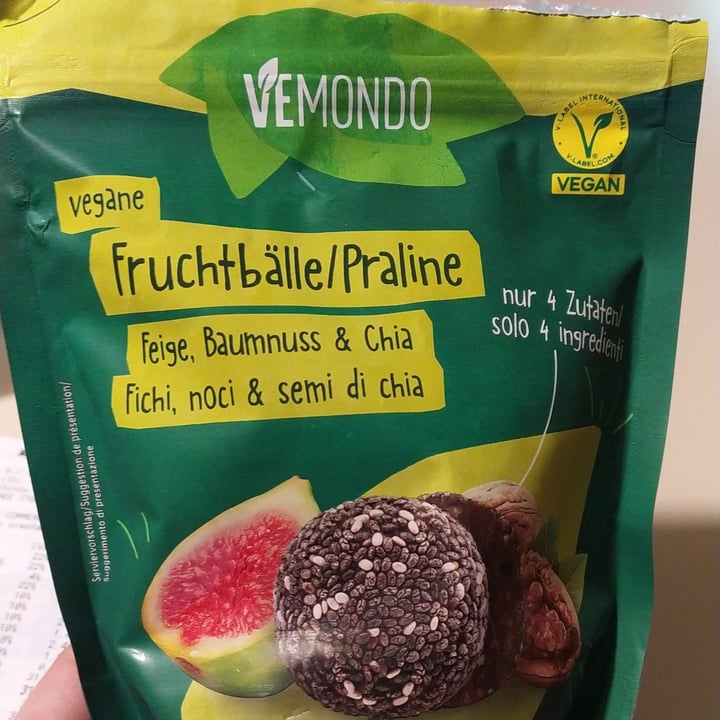 VEMONDO
V-LABEL INTERNATIONAL
V-LABEL.COM
VEGAN
vegane
Fruchtbälle/Praline
Feige, Baumnuss & Chia
Fichi, noci & semi di chia
nur 4 Zutaten/
solo 4 ingredienti
Serviervorschlag/Suggestion de présentation/
Suggerimento di presentazione